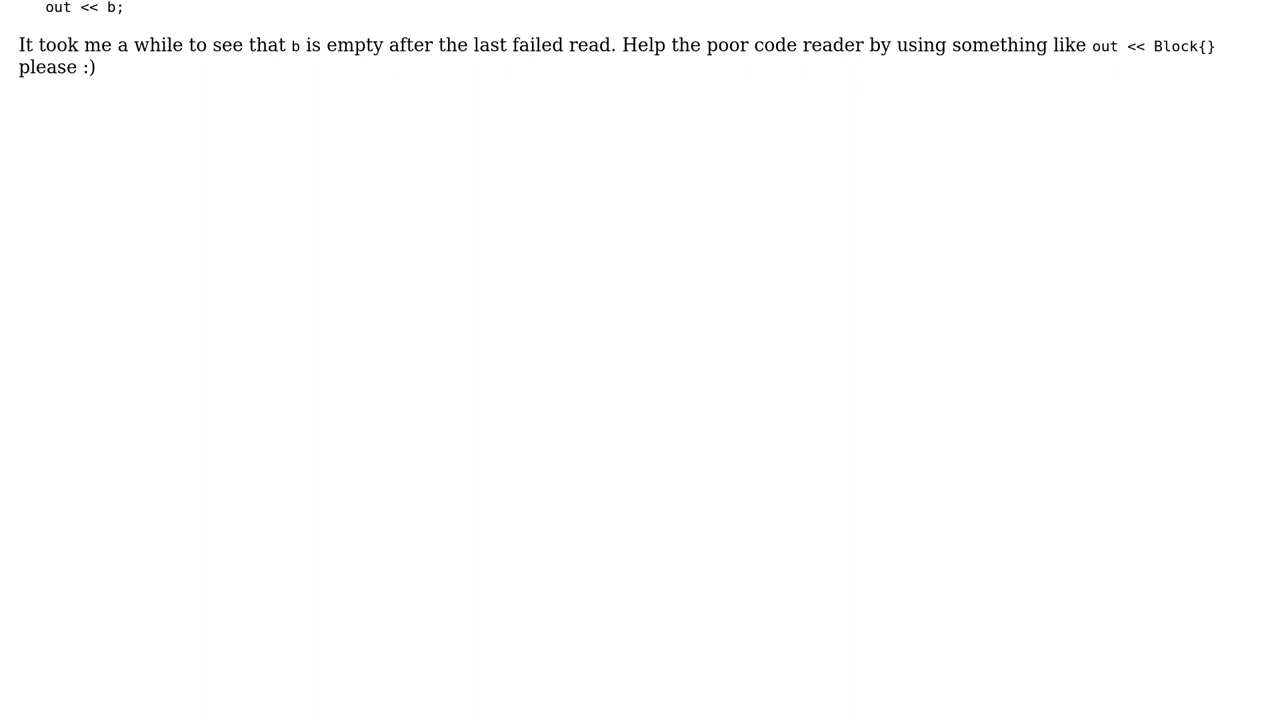 out << b;
It took me a while to see that b is empty after the last failed read. Help the poor code reader by using something like out << Block{}
please :)